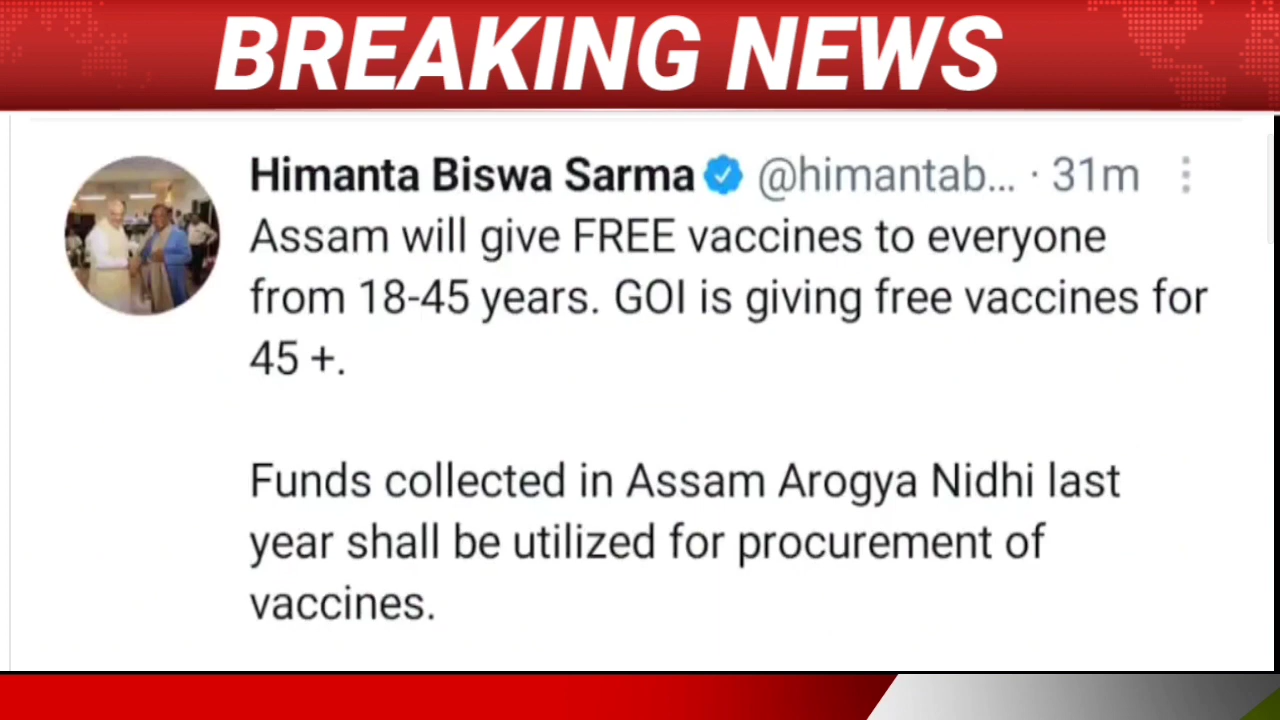 BREAKING NEWS
Himanta Biswa Sarma @himantab... · 31m
Assam will give FREE vaccines to everyone
from 18-45 years. GOI is giving free vaccines for
45 +.
Funds collected in Assam Arogya Nidhi last
year shall be utilized for procurement of
vaccines.